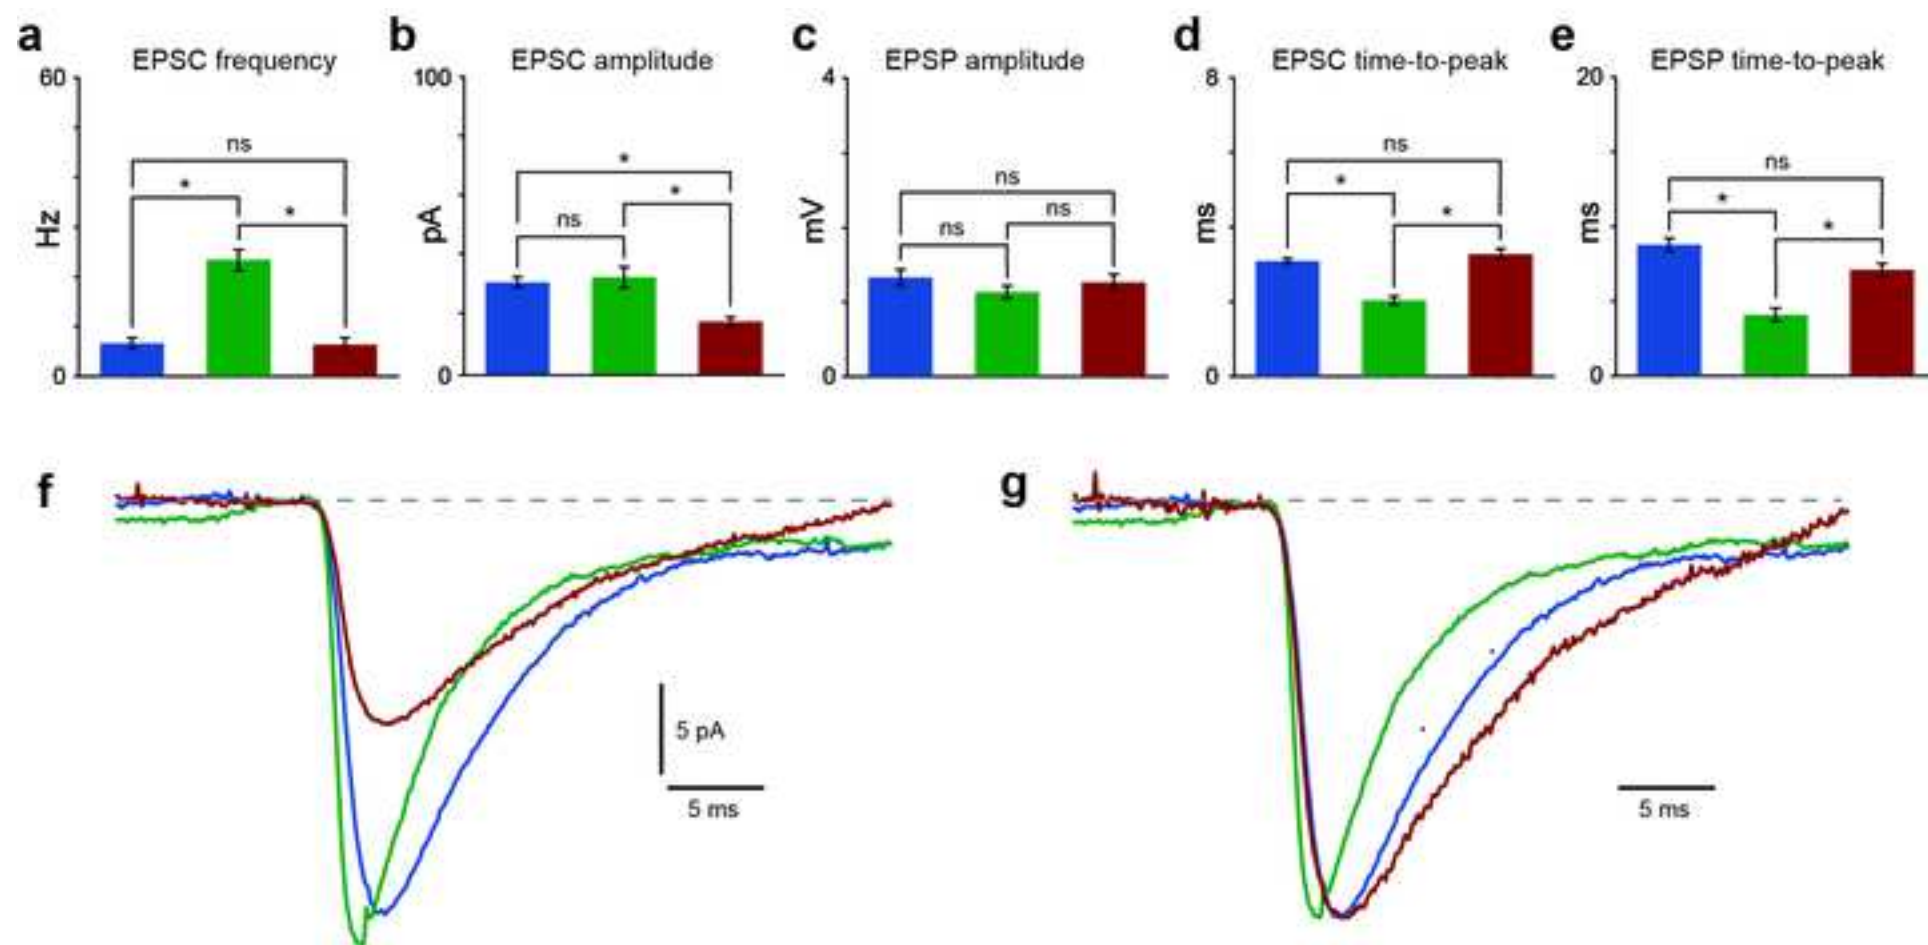 a EPSC frequency
60
Hz
0
ns
*
*
b EPSC amplitude
100
pA
0
*
*
ns
c EPSP amplitude
4
mV
0
ns
ns
ns
d EPSC time-to-peak
8
ms
0
ns
*
*
e EPSP time-to-peak
20
ms
0
ns
*
*
f
5 pA
5 ms
g
5 ms